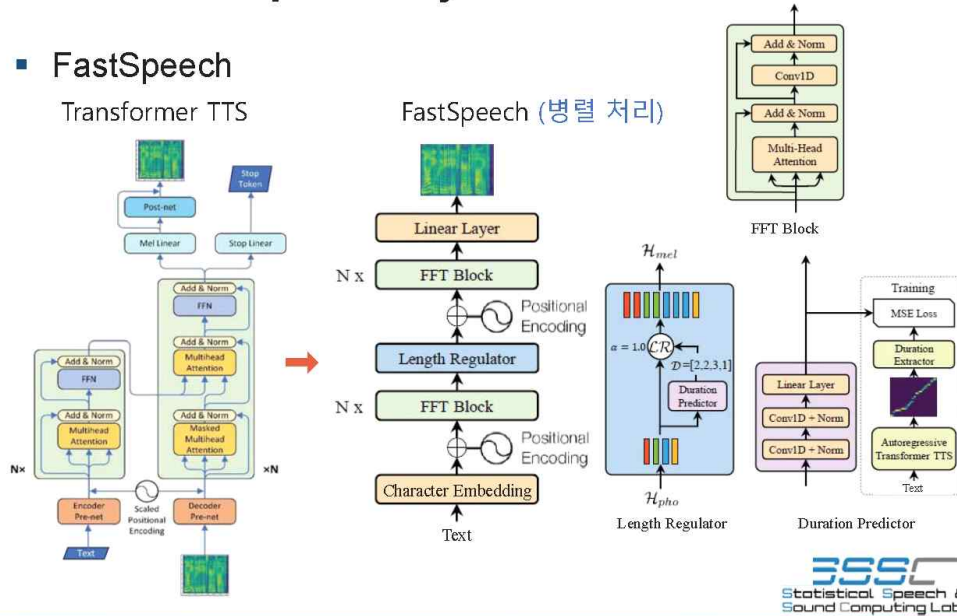 FastSpeech
Transformer TTS
Stop
Token
Post-net
Mel Linear
Stop Linear
Add & Norm
FFN
Add & Norm
Multihead
Attention
Add & Norm
Masked
Multihead
Attention
×N
Add & Norm
FFN
Add & Norm
Multihead
Attention
N×
Scaled
Positional
Encoding
Encoder
Pre-net
Decoder
Pre-net
Text
FastSpeech (병렬 처리)
Linear Layer
N x
FFT Block
Positional
Encoding
Length Regulator
N x
FFT Block
Positional
Encoding
Character Embedding
Text
Add & Norm
Conv1D
Add & Norm
Multi-Head
Attention
FFT Block
ℋmel
α = 1.0
ℒℛ
𝒟=[2,2,3,1]
Duration
Predictor
ℋpho
Length Regulator
Training
MSE Loss
Duration
Extractor
Autoregressive
Transformer TTS
Text
Linear Layer
Conv1D + Norm
Conv1D + Norm
Duration Predictor
Statistical Speech &
Sound Computing Lab